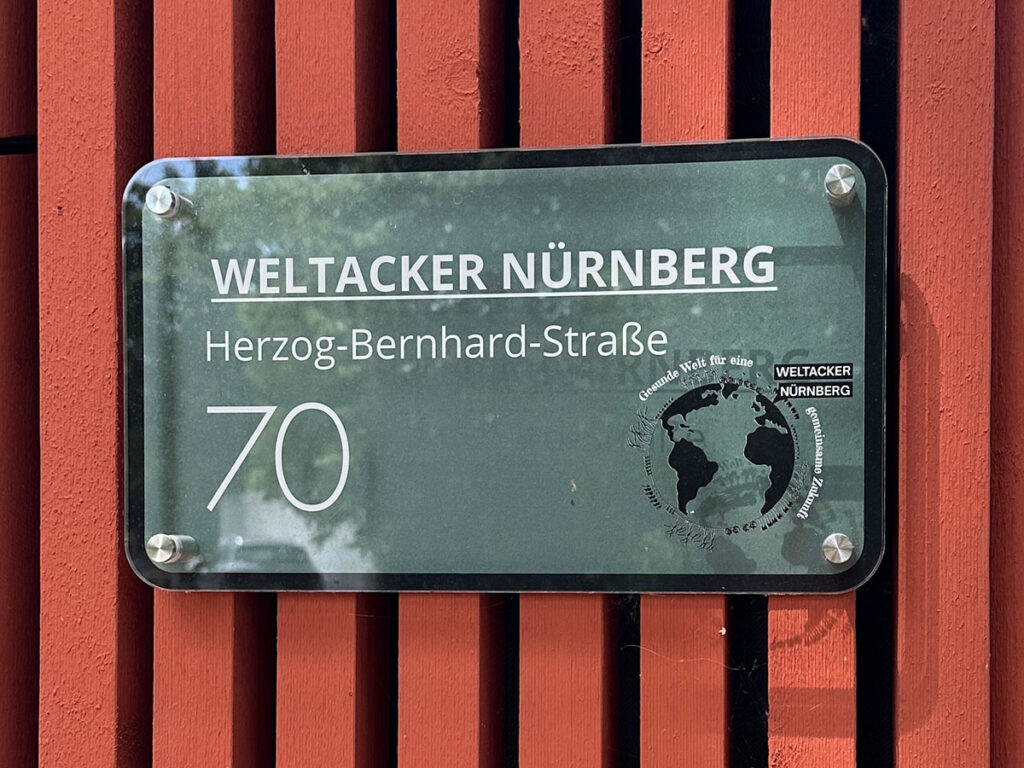 WELTACKER NÜRNBERG
Herzog-Bernhard-Straße
70
Gesunde Welt für eine
gemeinsame Zukunft
WELTACKER
NÜRNBERG